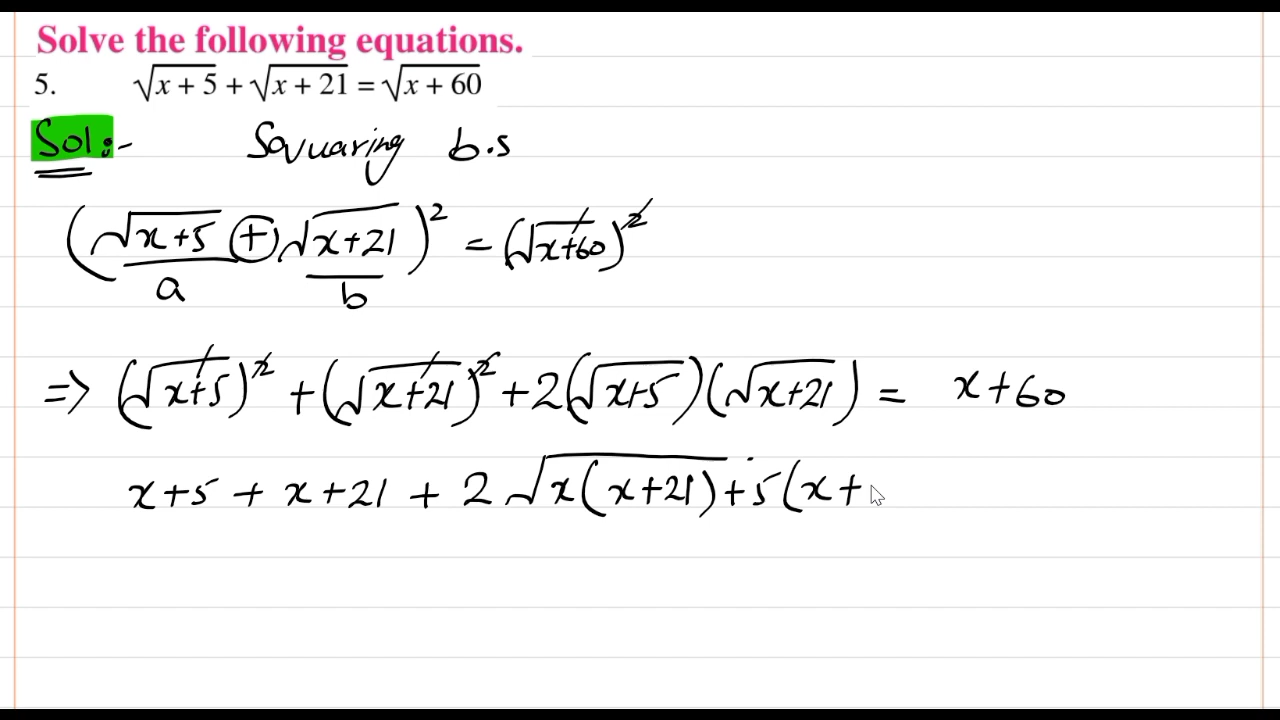 Solve the following equations.
5. √(x + 5) + √(x + 21) = √(x + 60)
Sol:- Squaring b.s
(√(x+5) + √(x+21))² = (√(x+60))²
a b
=> (√(x+5))² + (√(x+21))² + 2(√(x+5))(√(x+21)) = x+60
x+5 + x+21 + 2√(x(x+21)+5(x+